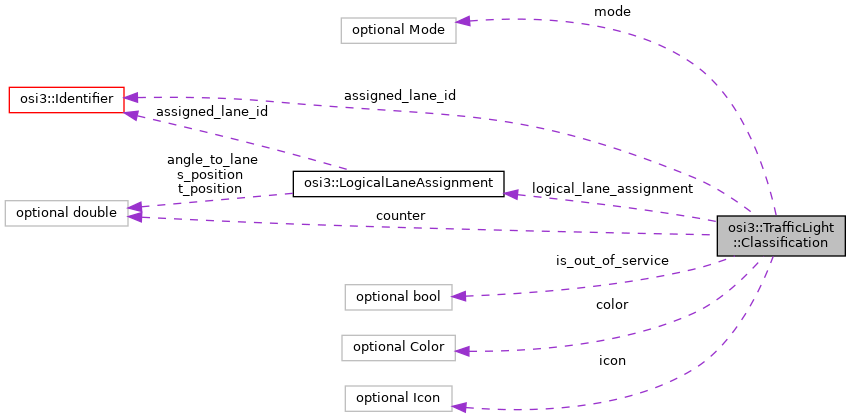 mode
optional Mode
osi3::Identifier
assigned_lane_id
assigned_lane_id
angle_to_lane
s_position
t_position
osi3::LogicalLaneAssignment
logical_lane_assignment
optional double
counter
osi3::TrafficLight
::Classification
is_out_of_service
optional bool
color
optional Color
icon
optional Icon